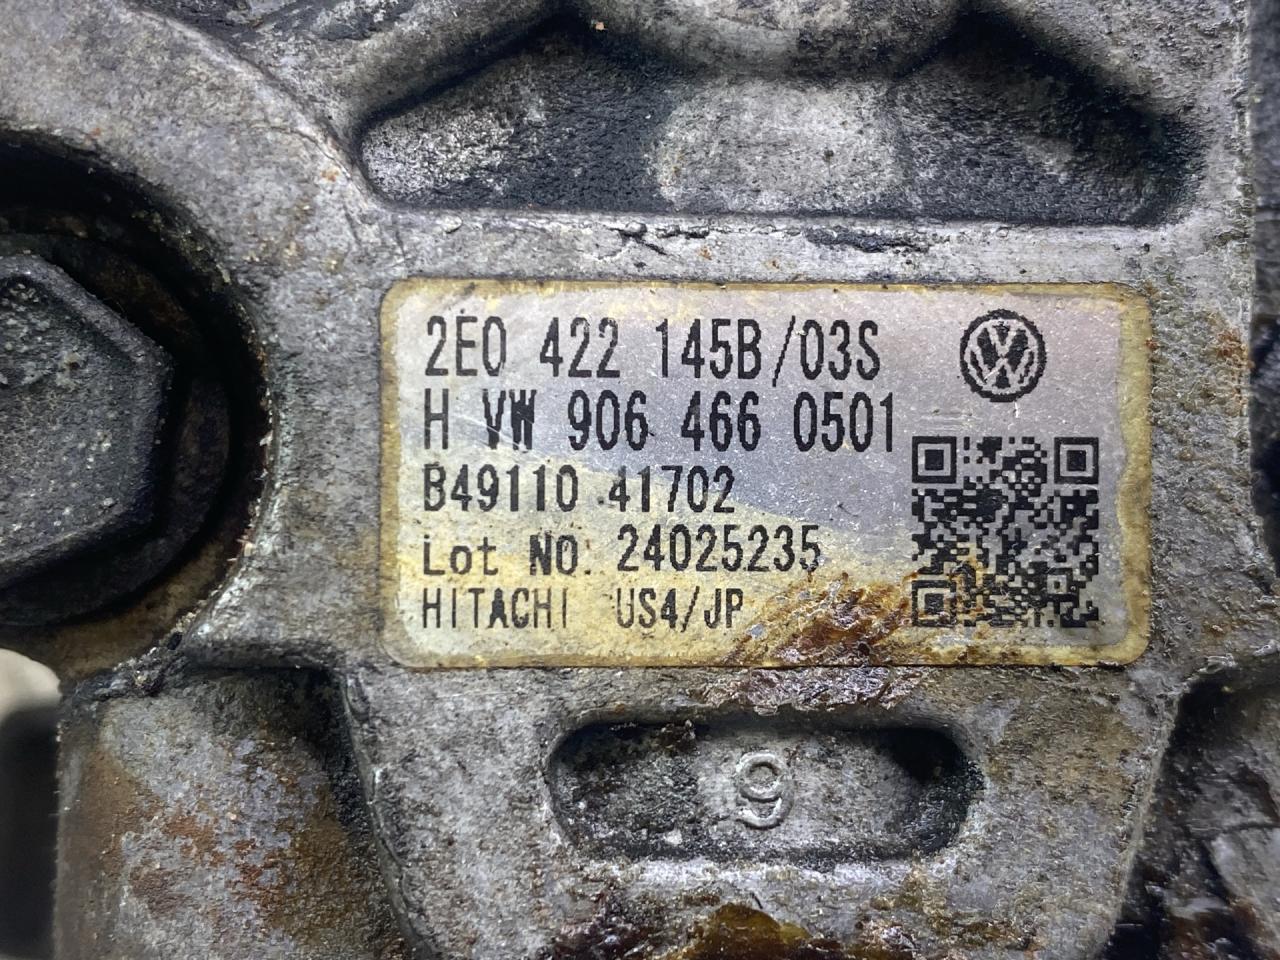 2E0 422 145B/03S
H VW 906 466 0501
B49110 41702
Lot NO. 24025235
HITACHI US4/JP
9